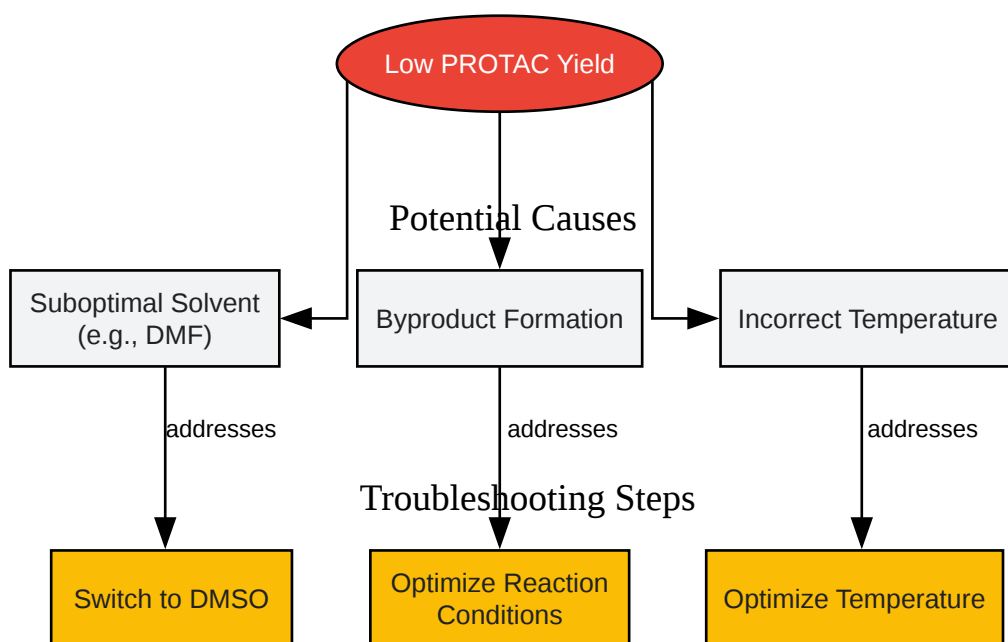 Low PROTAC Yield
Potential Causes
Suboptimal Solvent
(e.g., DMF)
Byproduct Formation
Incorrect Temperature
addresses
addresses
addresses
Troubleshooting Steps
Switch to DMSO
Optimize Reaction
Conditions
Optimize Temperature